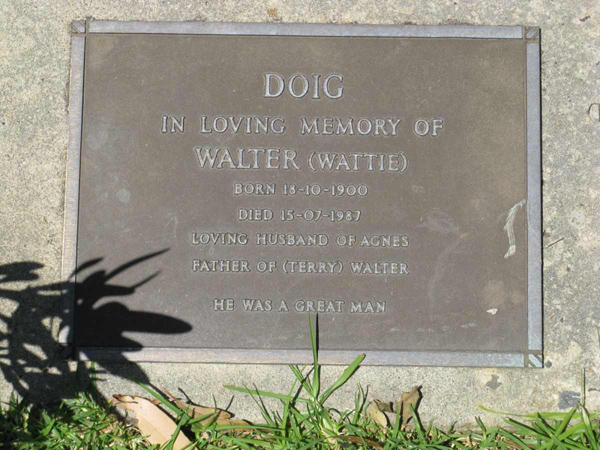 DOIG
IN LOVING MEMORY OF
WALTER (WATTIE)
BORN 18-10-1900
DIED 15-07-1987
LOVING HUSBAND OF AGNES
FATHER OF (TERRY) WALTER
HE WAS A GREAT MAN